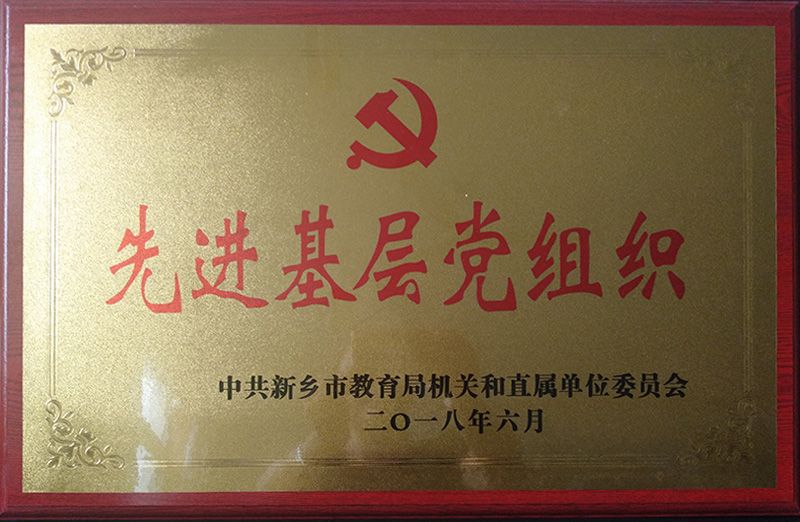 先进基层党组织
中共新乡市教育局机关和直属单位委员会
二〇一八年六月